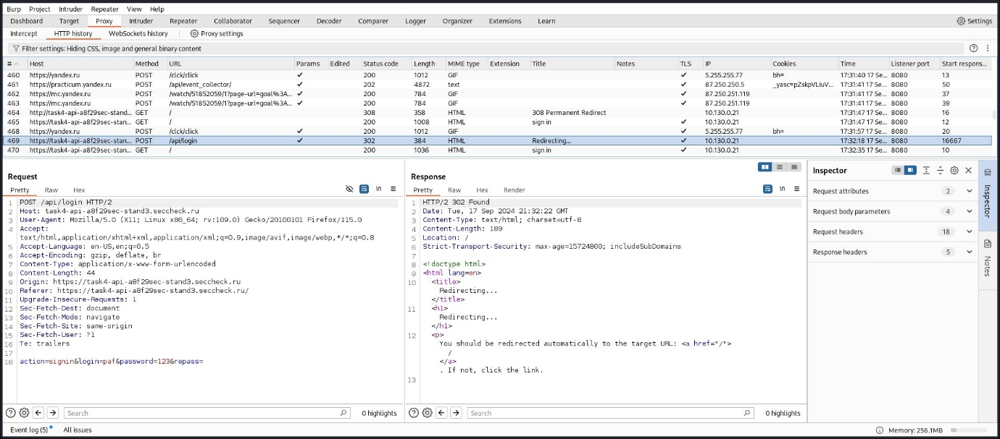 Burp Project Intruder Repeater View Help
Dashboard Target Proxy Intruder Repeater Collaborator Sequencer Decoder Comparer Logger Organizer Extensions Learn Settings
Intercept HTTP history WebSockets history Proxy settings
Filter settings: Hiding CSS, image and general binary content
# Host Method URL Params Edited Status code Length MIME type Extension Title Notes TLS IP Cookies Time Listener port Start respons...
460 https://yandex.ru POST /clck/click ✓ 200 1012 GIF ✓ 5.255.255.77 bh= 17:31:40 17 Se... 8080 13
461 https://practicum.yandex.ru POST /api/event_collector/ ✓ 202 4872 text ✓ 87.250.250.5 _yasc=pZskpVLIuV... 17:31:41 17 Se... 8080 50
462 https://mc.yandex.ru POST /watch/51852059/1?page-url=goal%3A... ✓ 200 784 GIF ✓ 87.250.251.119 17:31:41 17 Se... 8080 37
463 https://mc.yandex.ru POST /watch/51852059/1?page-url=goal%3A... ✓ 200 784 GIF ✓ 87.250.251.119 17:31:41 17 Se... 8080 39
464 http://task4-api-a8f29sec-stand... GET / 308 358 HTML 308 Permanent Redirect 10.130.0.21 17:31:47 17 Se... 8080 16
465 https://task4-api-a8f29sec-stan... GET / 200 1008 HTML sign in ✓ 10.130.0.21 17:31:47 17 Se... 8080 12
468 https://yandex.ru POST /clck/click ✓ 200 1012 GIF ✓ 5.255.255.77 bh= 17:31:57 17 Se... 8080 20
469 https://task4-api-a8f29sec-stan... POST /api/login ✓ 302 384 HTML Redirecting... ✓ 10.130.0.21 17:32:18 17 Se... 8080 16667
470 https://task4-api-a8f29sec-stan... GET / 200 1036 HTML sign in ✓ 10.130.0.21 17:32:35 17 Se... 8080 10
Request
Pretty Raw Hex \n
1 POST /api/login HTTP/2
2 Host: task4-api-a8f29sec-stand3.seccheck.ru
3 User-Agent: Mozilla/5.0 (X11; Linux x86_64; rv:109.0) Gecko/20100101 Firefox/115.0
4 Accept:
text/html,application/xhtml+xml,application/xml;q=0.9,image/avif,image/webp,*/*;q=0.8
5 Accept-Language: en-US,en;q=0.5
6 Accept-Encoding: gzip, deflate, br
7 Content-Type: application/x-www-form-urlencoded
8 Content-Length: 44
9 Origin: https://task4-api-a8f29sec-stand3.seccheck.ru
10 Referer: https://task4-api-a8f29sec-stand3.seccheck.ru/
11 Upgrade-Insecure-Requests: 1
12 Sec-Fetch-Dest: document
13 Sec-Fetch-Mode: navigate
14 Sec-Fetch-Site: same-origin
15 Sec-Fetch-User: ?1
16 Te: trailers
17
18 action=signin&login=paf&password=123&repass=
Search 0 highlights
Response
Pretty Raw Hex Render \n
1 HTTP/2 302 Found
2 Date: Tue, 17 Sep 2024 21:32:22 GMT
3 Content-Type: text/html; charset=utf-8
4 Content-Length: 189
5 Location: /
6 Strict-Transport-Security: max-age=15724800; includeSubDomains
7
8 <!doctype html>
9 <html lang=en>
10 <title>
Redirecting...
</title>
11 <h1>
Redirecting...
</h1>
12 <p>
You should be redirected automatically to the target URL: <a href="/">
/
</a>
. If not, click the link.
13
Search 0 highlights
Inspector
Request attributes 2
Request body parameters 4
Request headers 18
Response headers 5
Inspector
Notes
Event log (5) All issues Memory: 256.1MB